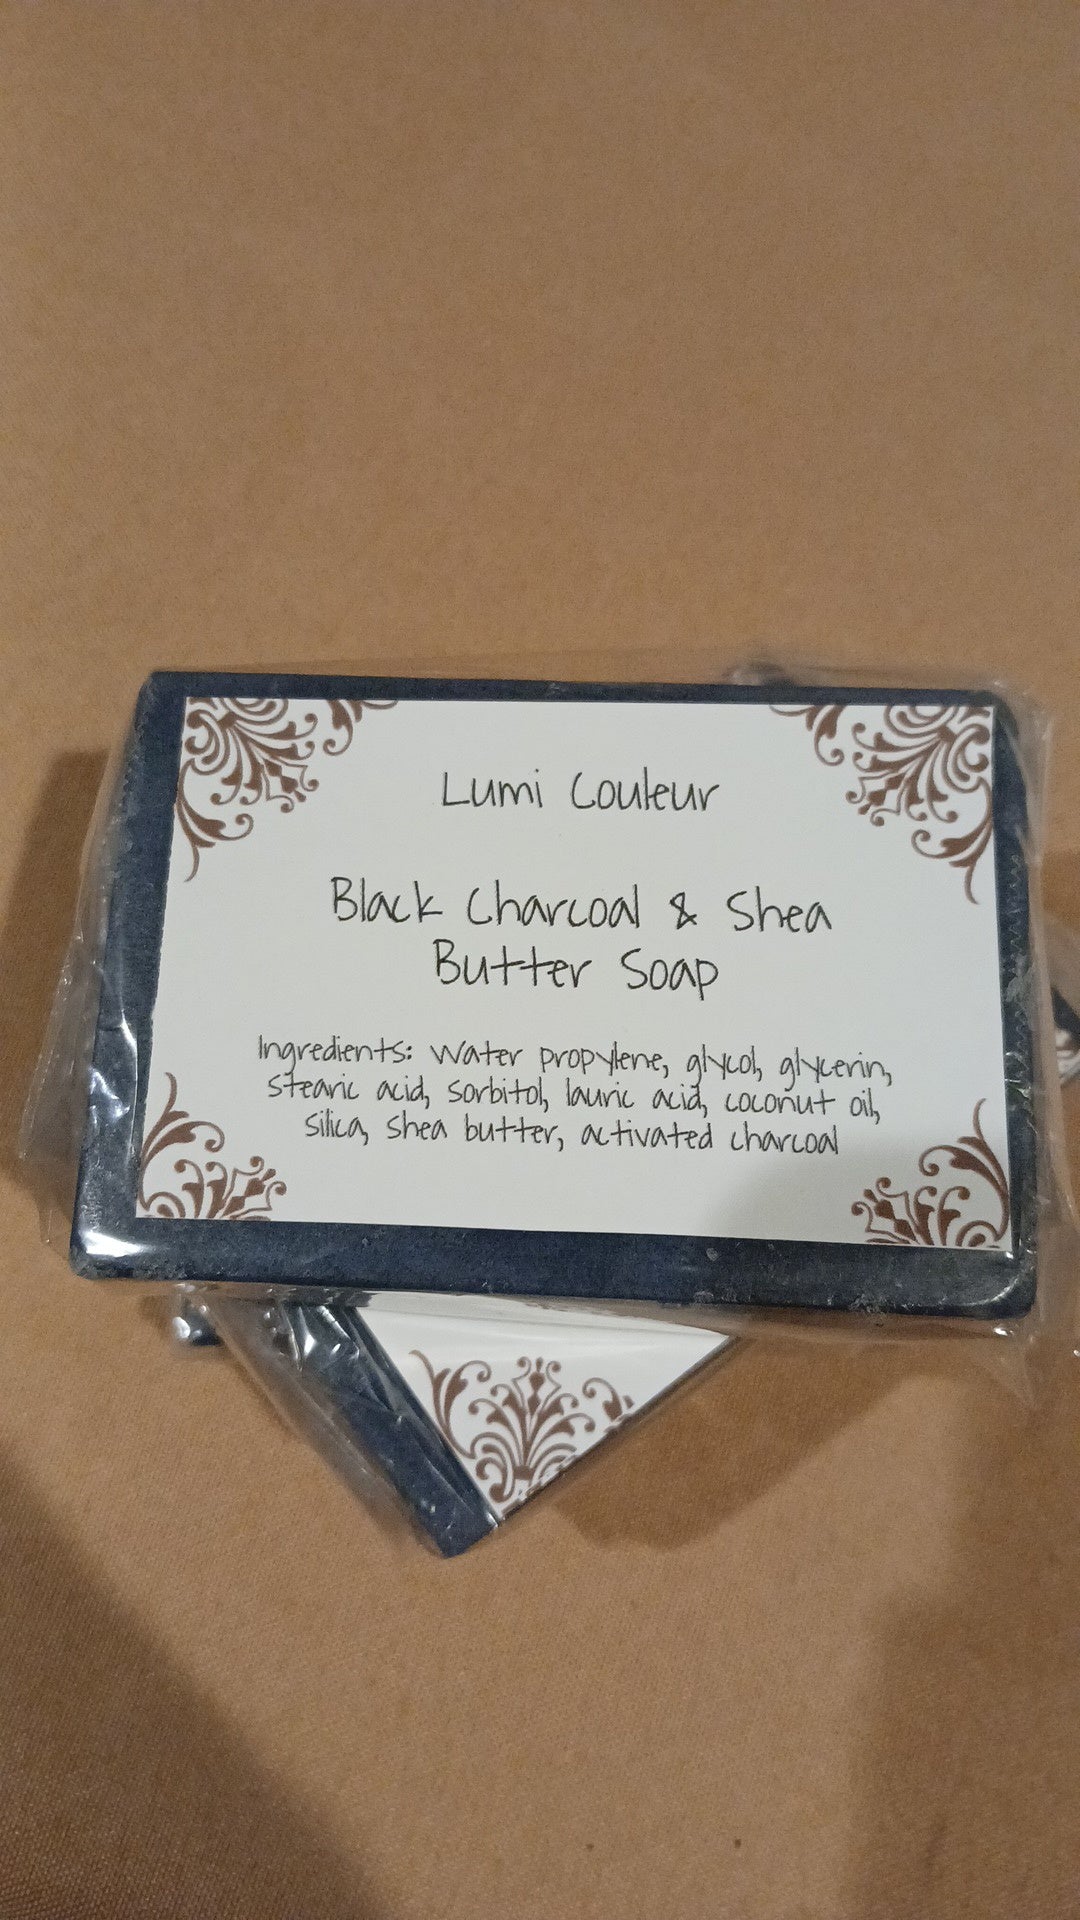 Lumi Couleur
Black Charcoal & Shea
Butter Soap
Ingredients: Water propylene, glycol, glycerin,
stearic acid, sorbitol, lauric acid, coconut oil,
silica, shea butter, activated charcoal